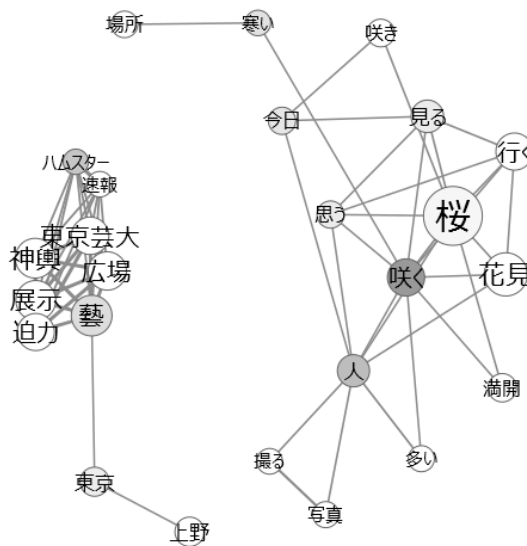 場所
寒い
咲き
今日
見る
行く
ハムスター
速報
思う
桜
東京芸大
神輿
広場
咲く
花見
展示
藝
迫力
人
満開
撮る
多い
東京
写真
上野